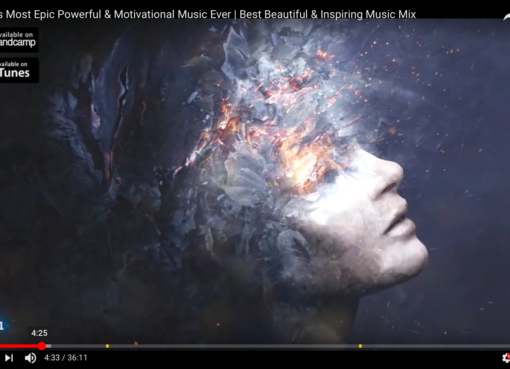 s Most Epic Powerful & Motivational Music Ever | Best Beautiful & Inspiring Music Mix
vailable on
andcamp
vailable on
Tunes
1
4:25
4:33 / 36:11